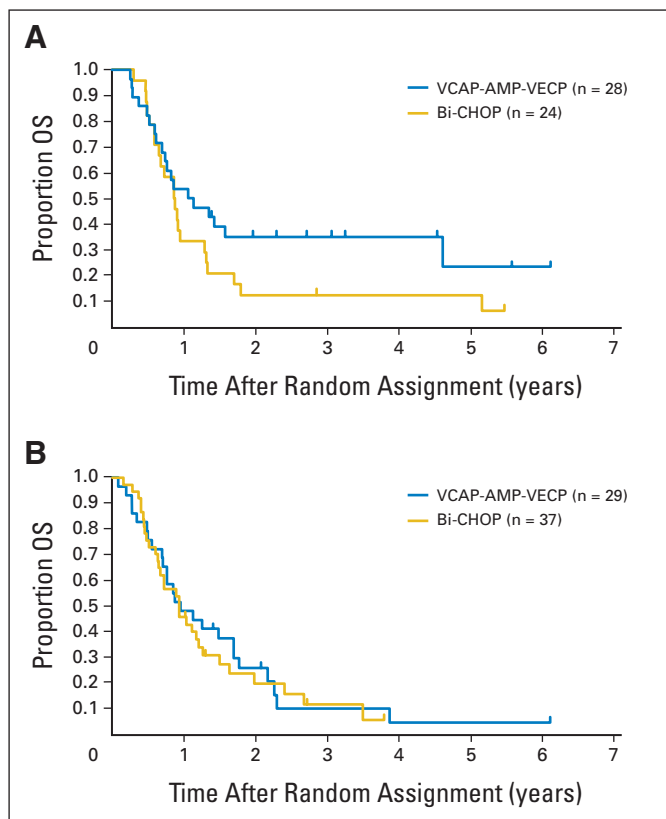 A
1.0
0.9
0.8
0.7
0.6
0.5
0.4
0.3
0.2
0.1
Proportion OS
VCAP-AMP-VECP (n = 28)
Bi-CHOP (n = 24)
0 1 2 3 4 5 6 7
Time After Random Assignment (years)
B
1.0
0.9
0.8
0.7
0.6
0.5
0.4
0.3
0.2
0.1
Proportion OS
VCAP-AMP-VECP (n = 29)
Bi-CHOP (n = 37)
0 1 2 3 4 5 6 7
Time After Random Assignment (years)